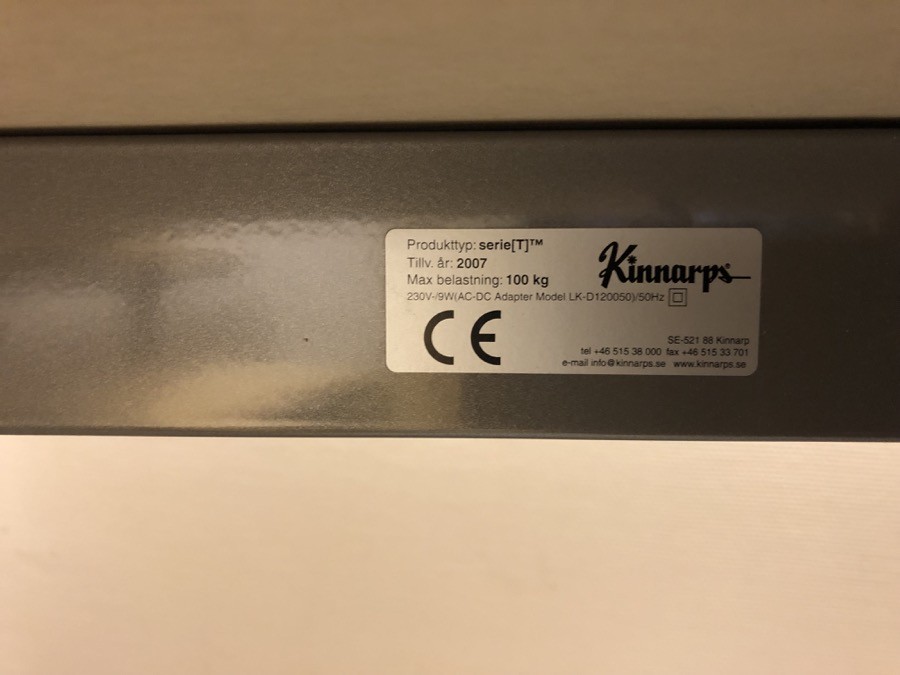 Produkttyp: serie[T]™
Tillv. år: 2007
Max belastning: 100 kg
230V~/9W(AC-DC Adapter Model LK-D120050)/50Hz
Kinnarps
CE
SE-521 88 Kinnarp
tel +46 515 38 000 fax +46 515 33 701
e-mail info@kinnarps.se www.kinnarps.se